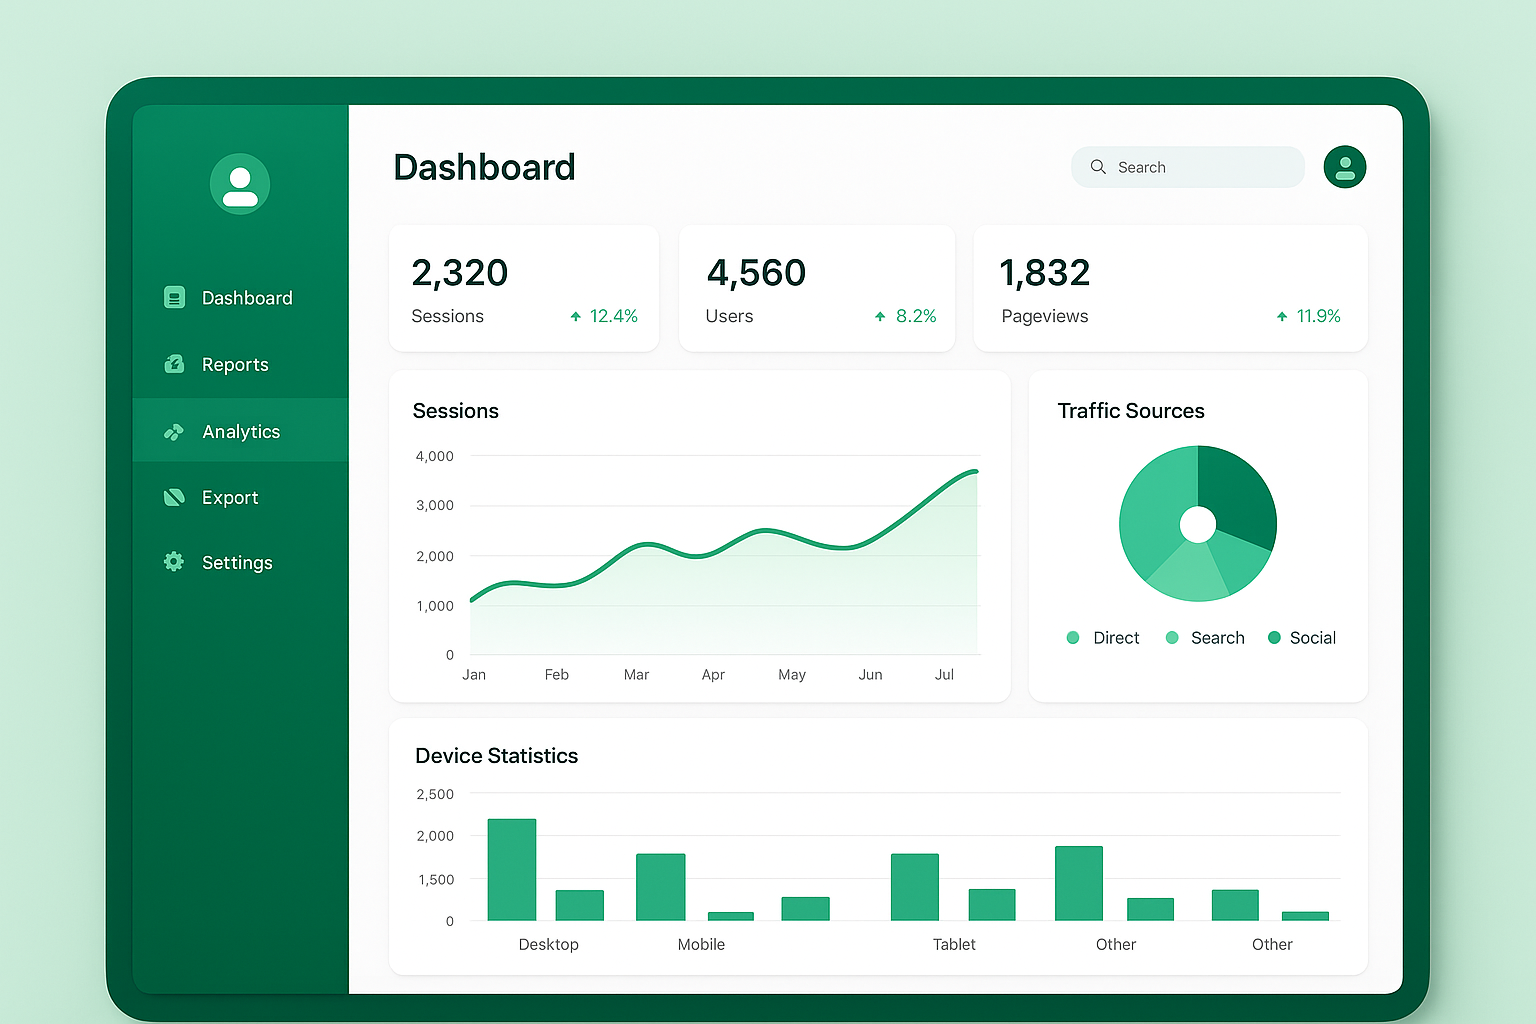 Dashboard
Reports
Analytics
Export
Settings
Dashboard
Search
2,320
Sessions
12.4%
4,560
Users
8.2%
1,832
Pageviews
11.9%
Sessions
4,000
3,000
2,000
1,000
0
Jan Feb Mar Apr May Jun Jul
Traffic Sources
Direct Search Social
Device Statistics
2,500
2,000
1,500
0
Desktop Mobile Tablet Other Other